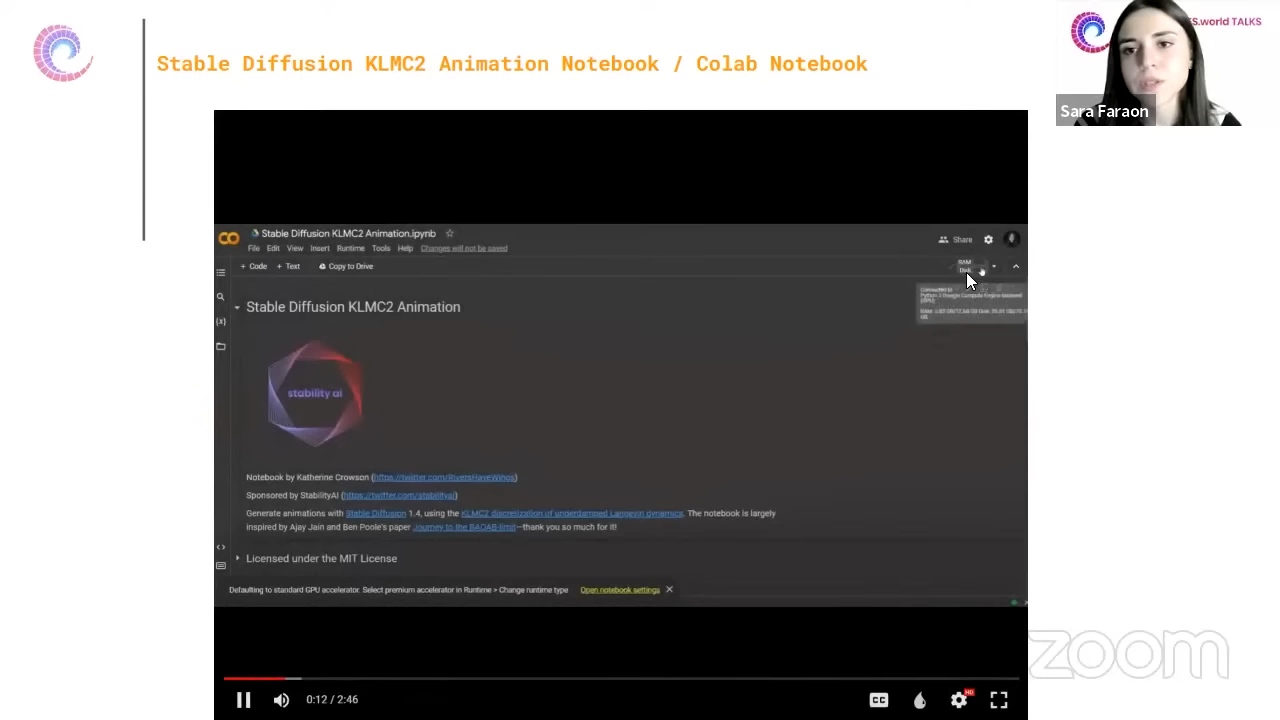 Stable Diffusion KLMC2 Animation Notebook / Colab Notebook
S.world TALKS
Sara Faraon
Stable Diffusion KLMC2 Animation.ipynb
File Edit View Insert Runtime Tools Help Changes will not be saved
Share
+ Code + Text Copy to Drive
RAM
Disk
Stable Diffusion KLMC2 Animation
stability ai
Notebook by Katherine Crowson (https://twitter.com/RiversHaveWings)
Sponsored by StabilityAI (https://twitter.com/stabilityai)
Generate animations with Stable Diffusion 1.4, using the KLMC2 discretization of underdamped Langevin dynamics. The notebook is largely
inspired by Ajay Jain and Ben Poole's paper Journey to the BAOAB-limit—thank you so much for it!
Licensed under the MIT License
Defaulting to standard GPU accelerator. Select premium accelerator in Runtime > Change runtime type Open notebook settings
zoom
0:12 / 2:46
CC
HD